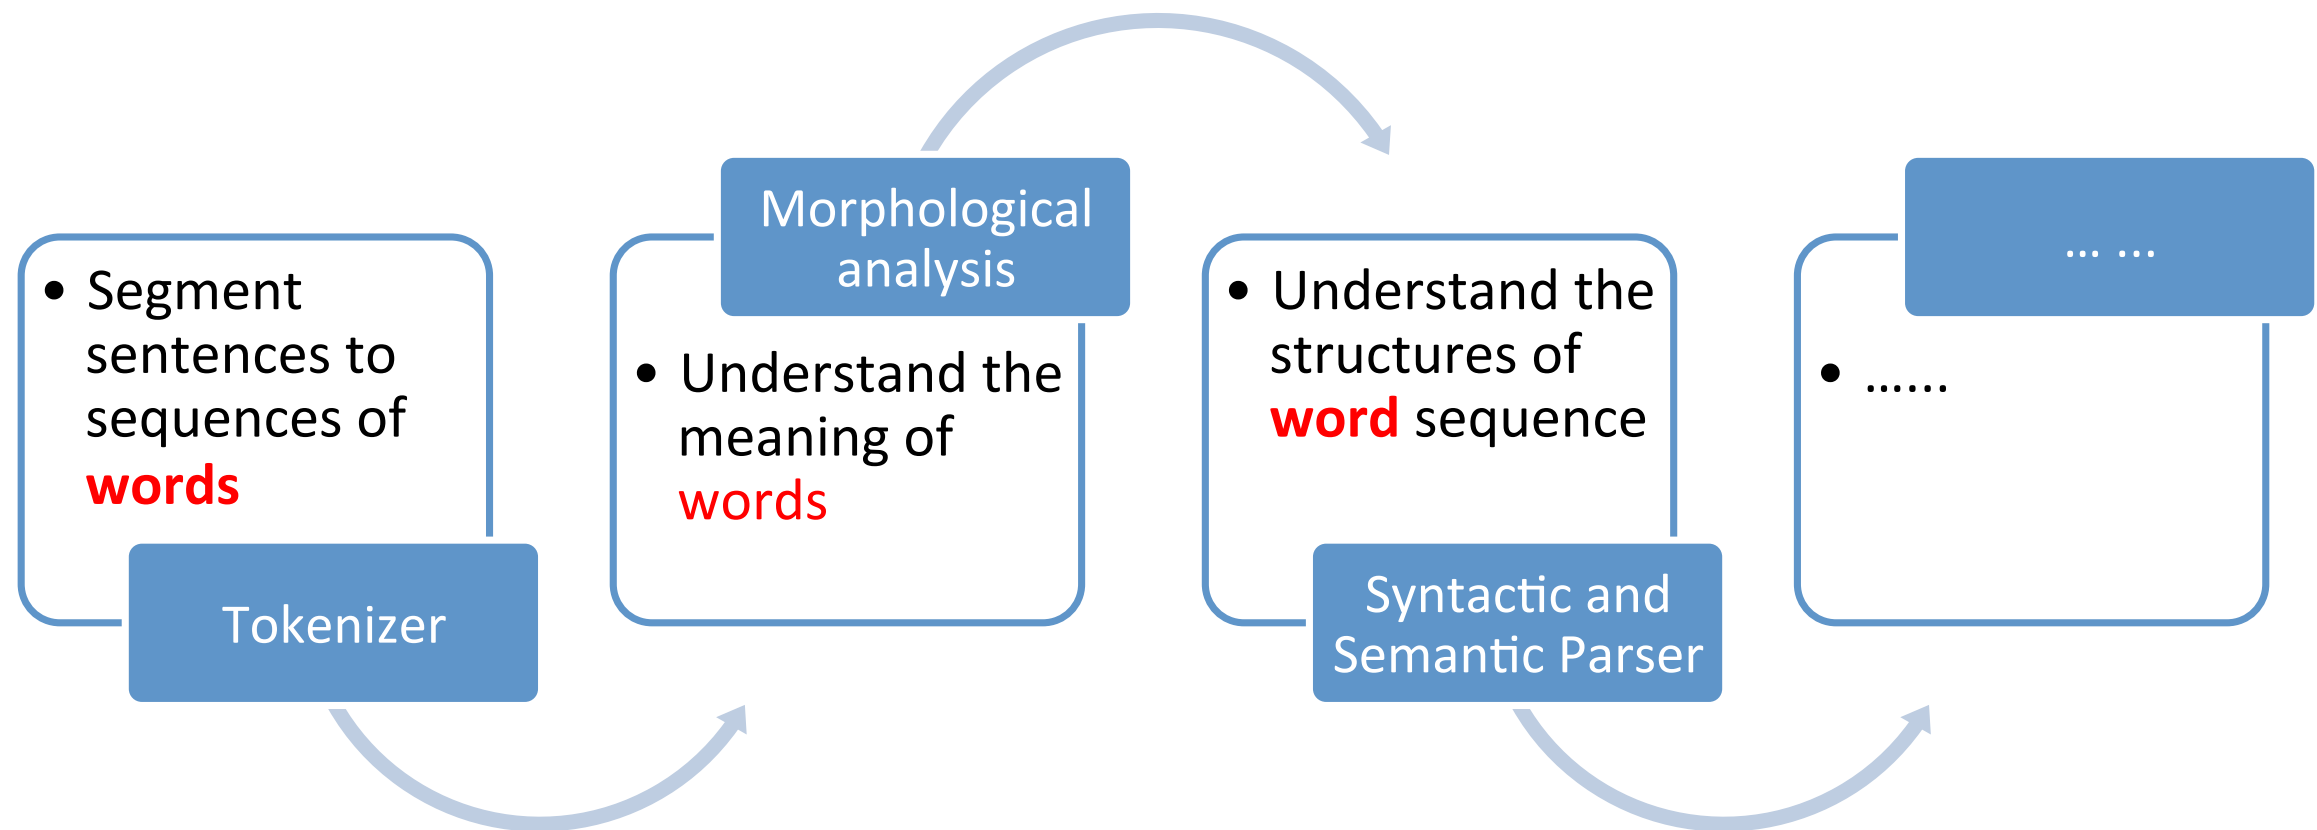 • Segment
sentences to
sequences of
words
Tokenizer
Morphological
analysis
• Understand the
meaning of
words
• Understand the
structures of
word sequence
Syntactic and
Semantic Parser
... ...
• ......